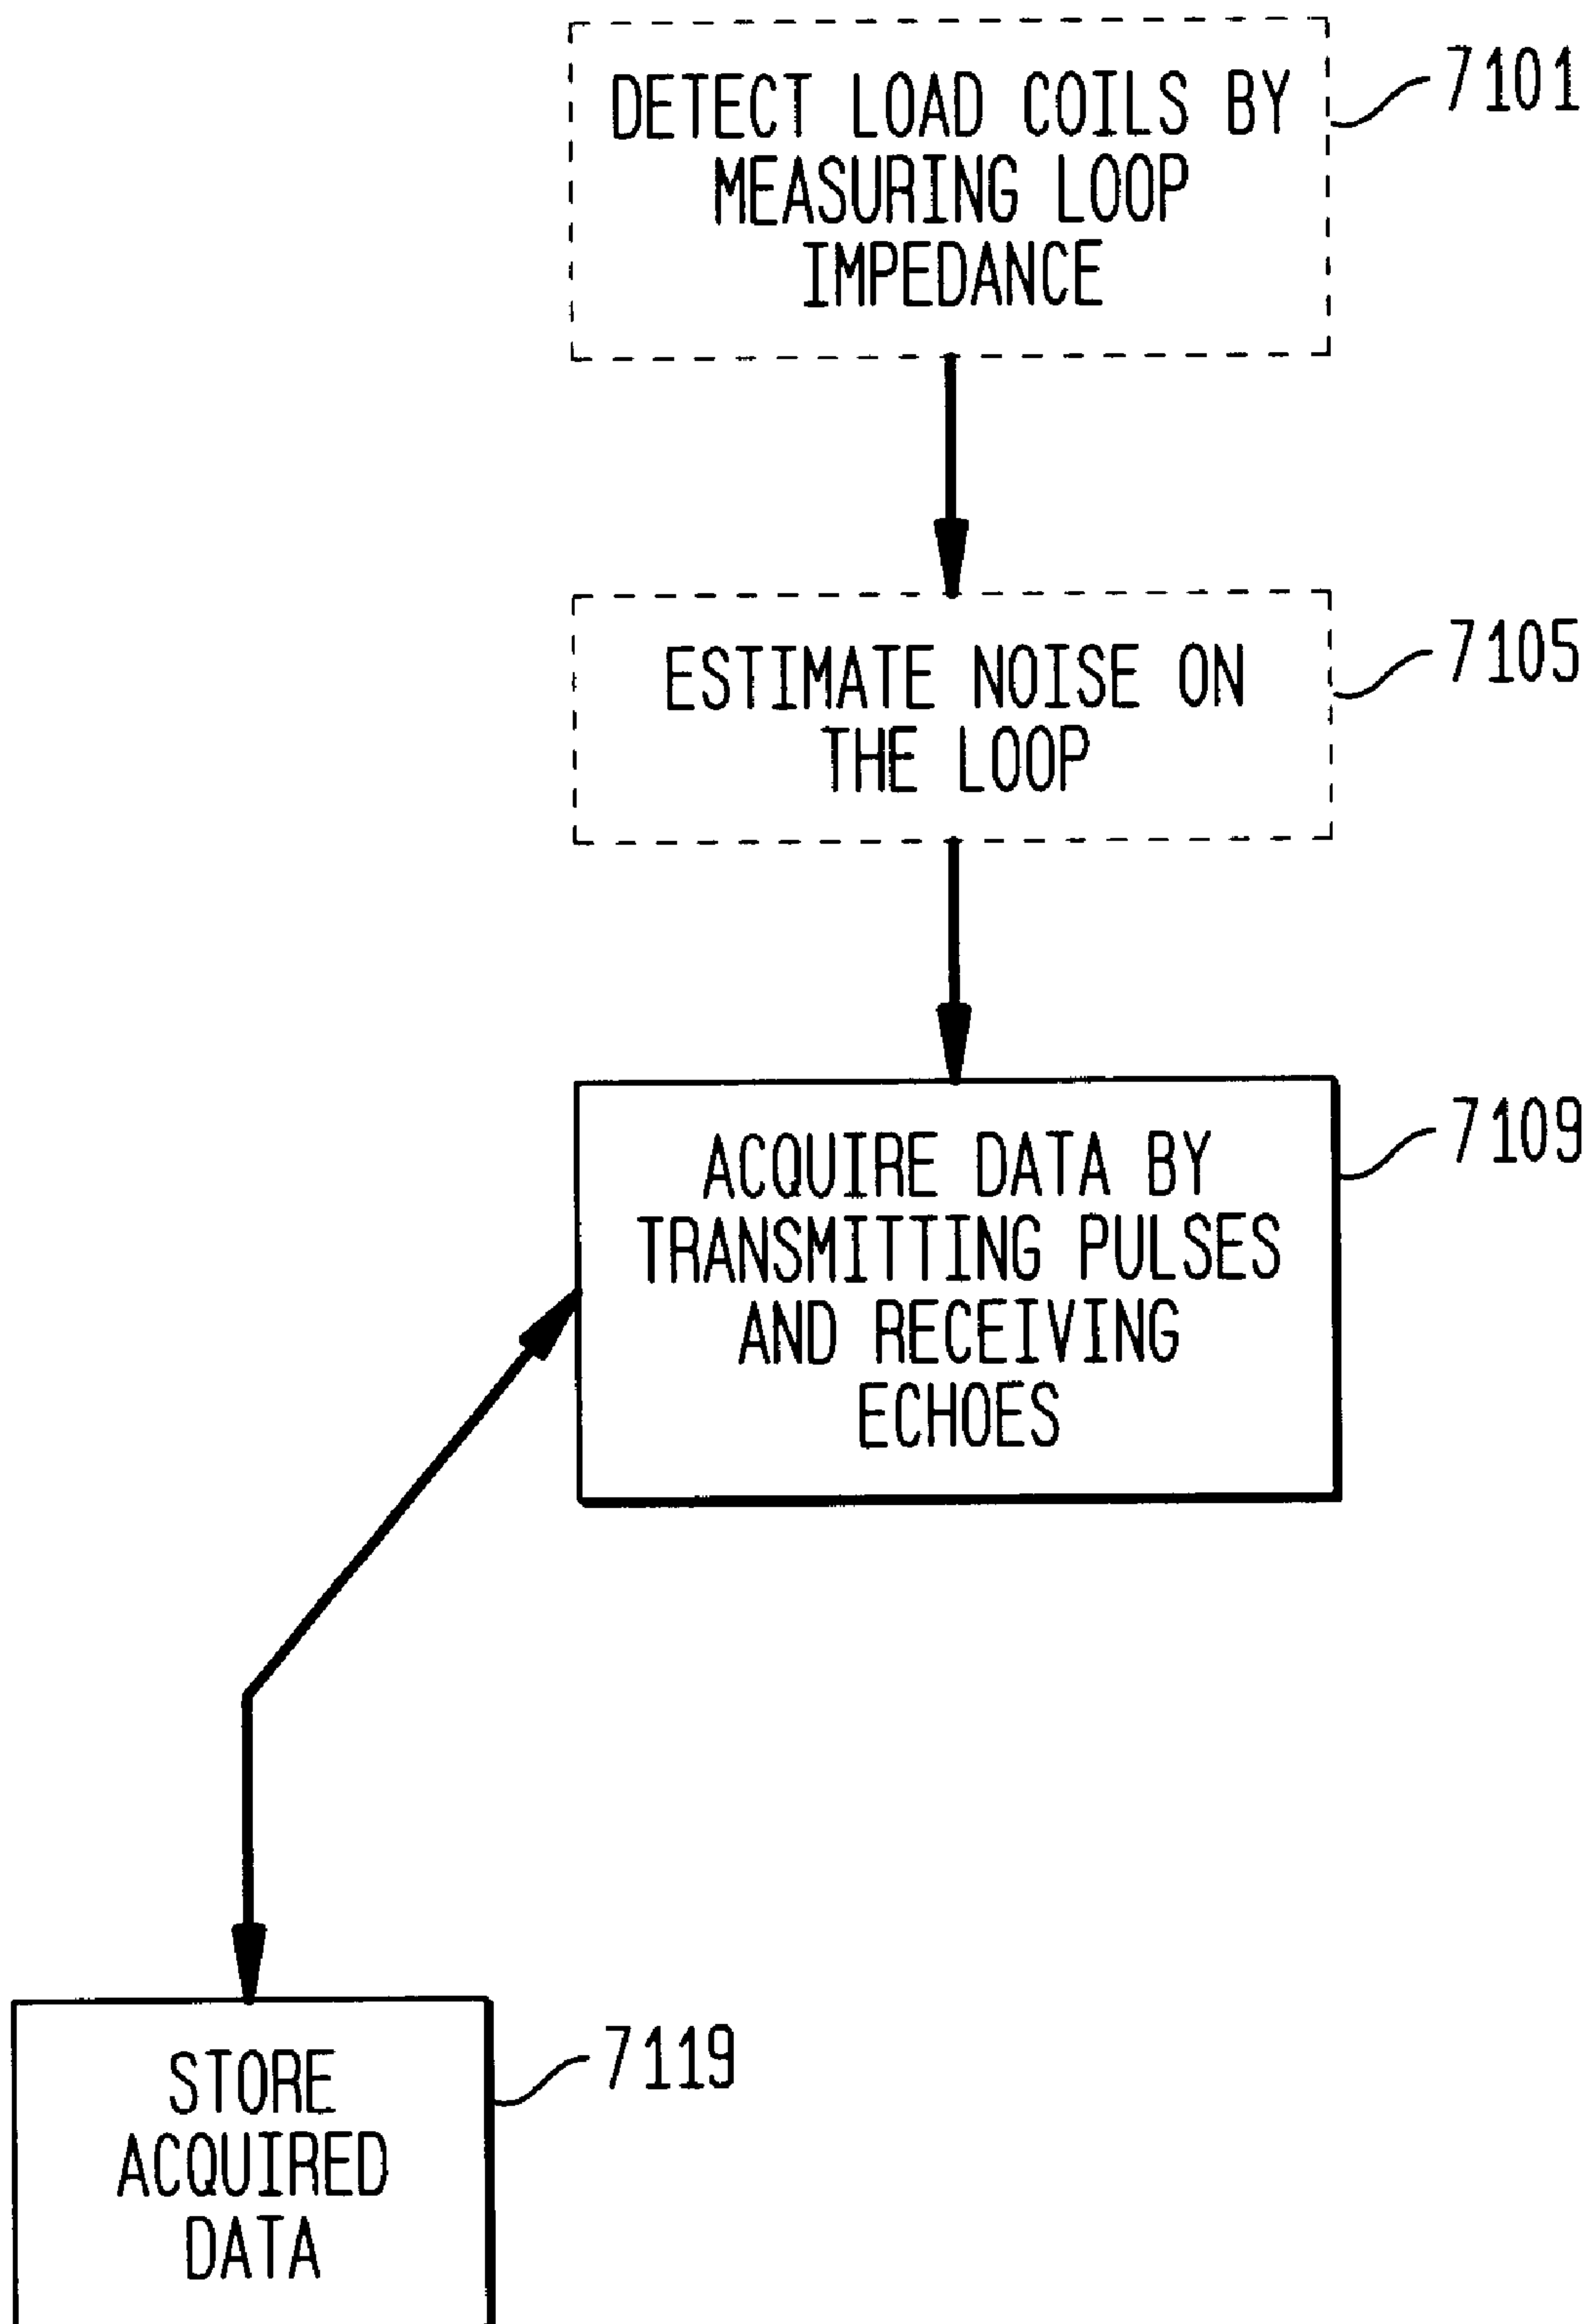 DETECT LOAD COILS BY
MEASURING LOOP
IMPEDANCE
7101
ESTIMATE NOISE ON
THE LOOP
7105
ACQUIRE DATA BY
TRANSMITTING PULSES
AND RECEIVING
ECHOES
7109
STORE
ACQUIRED
DATA
7119